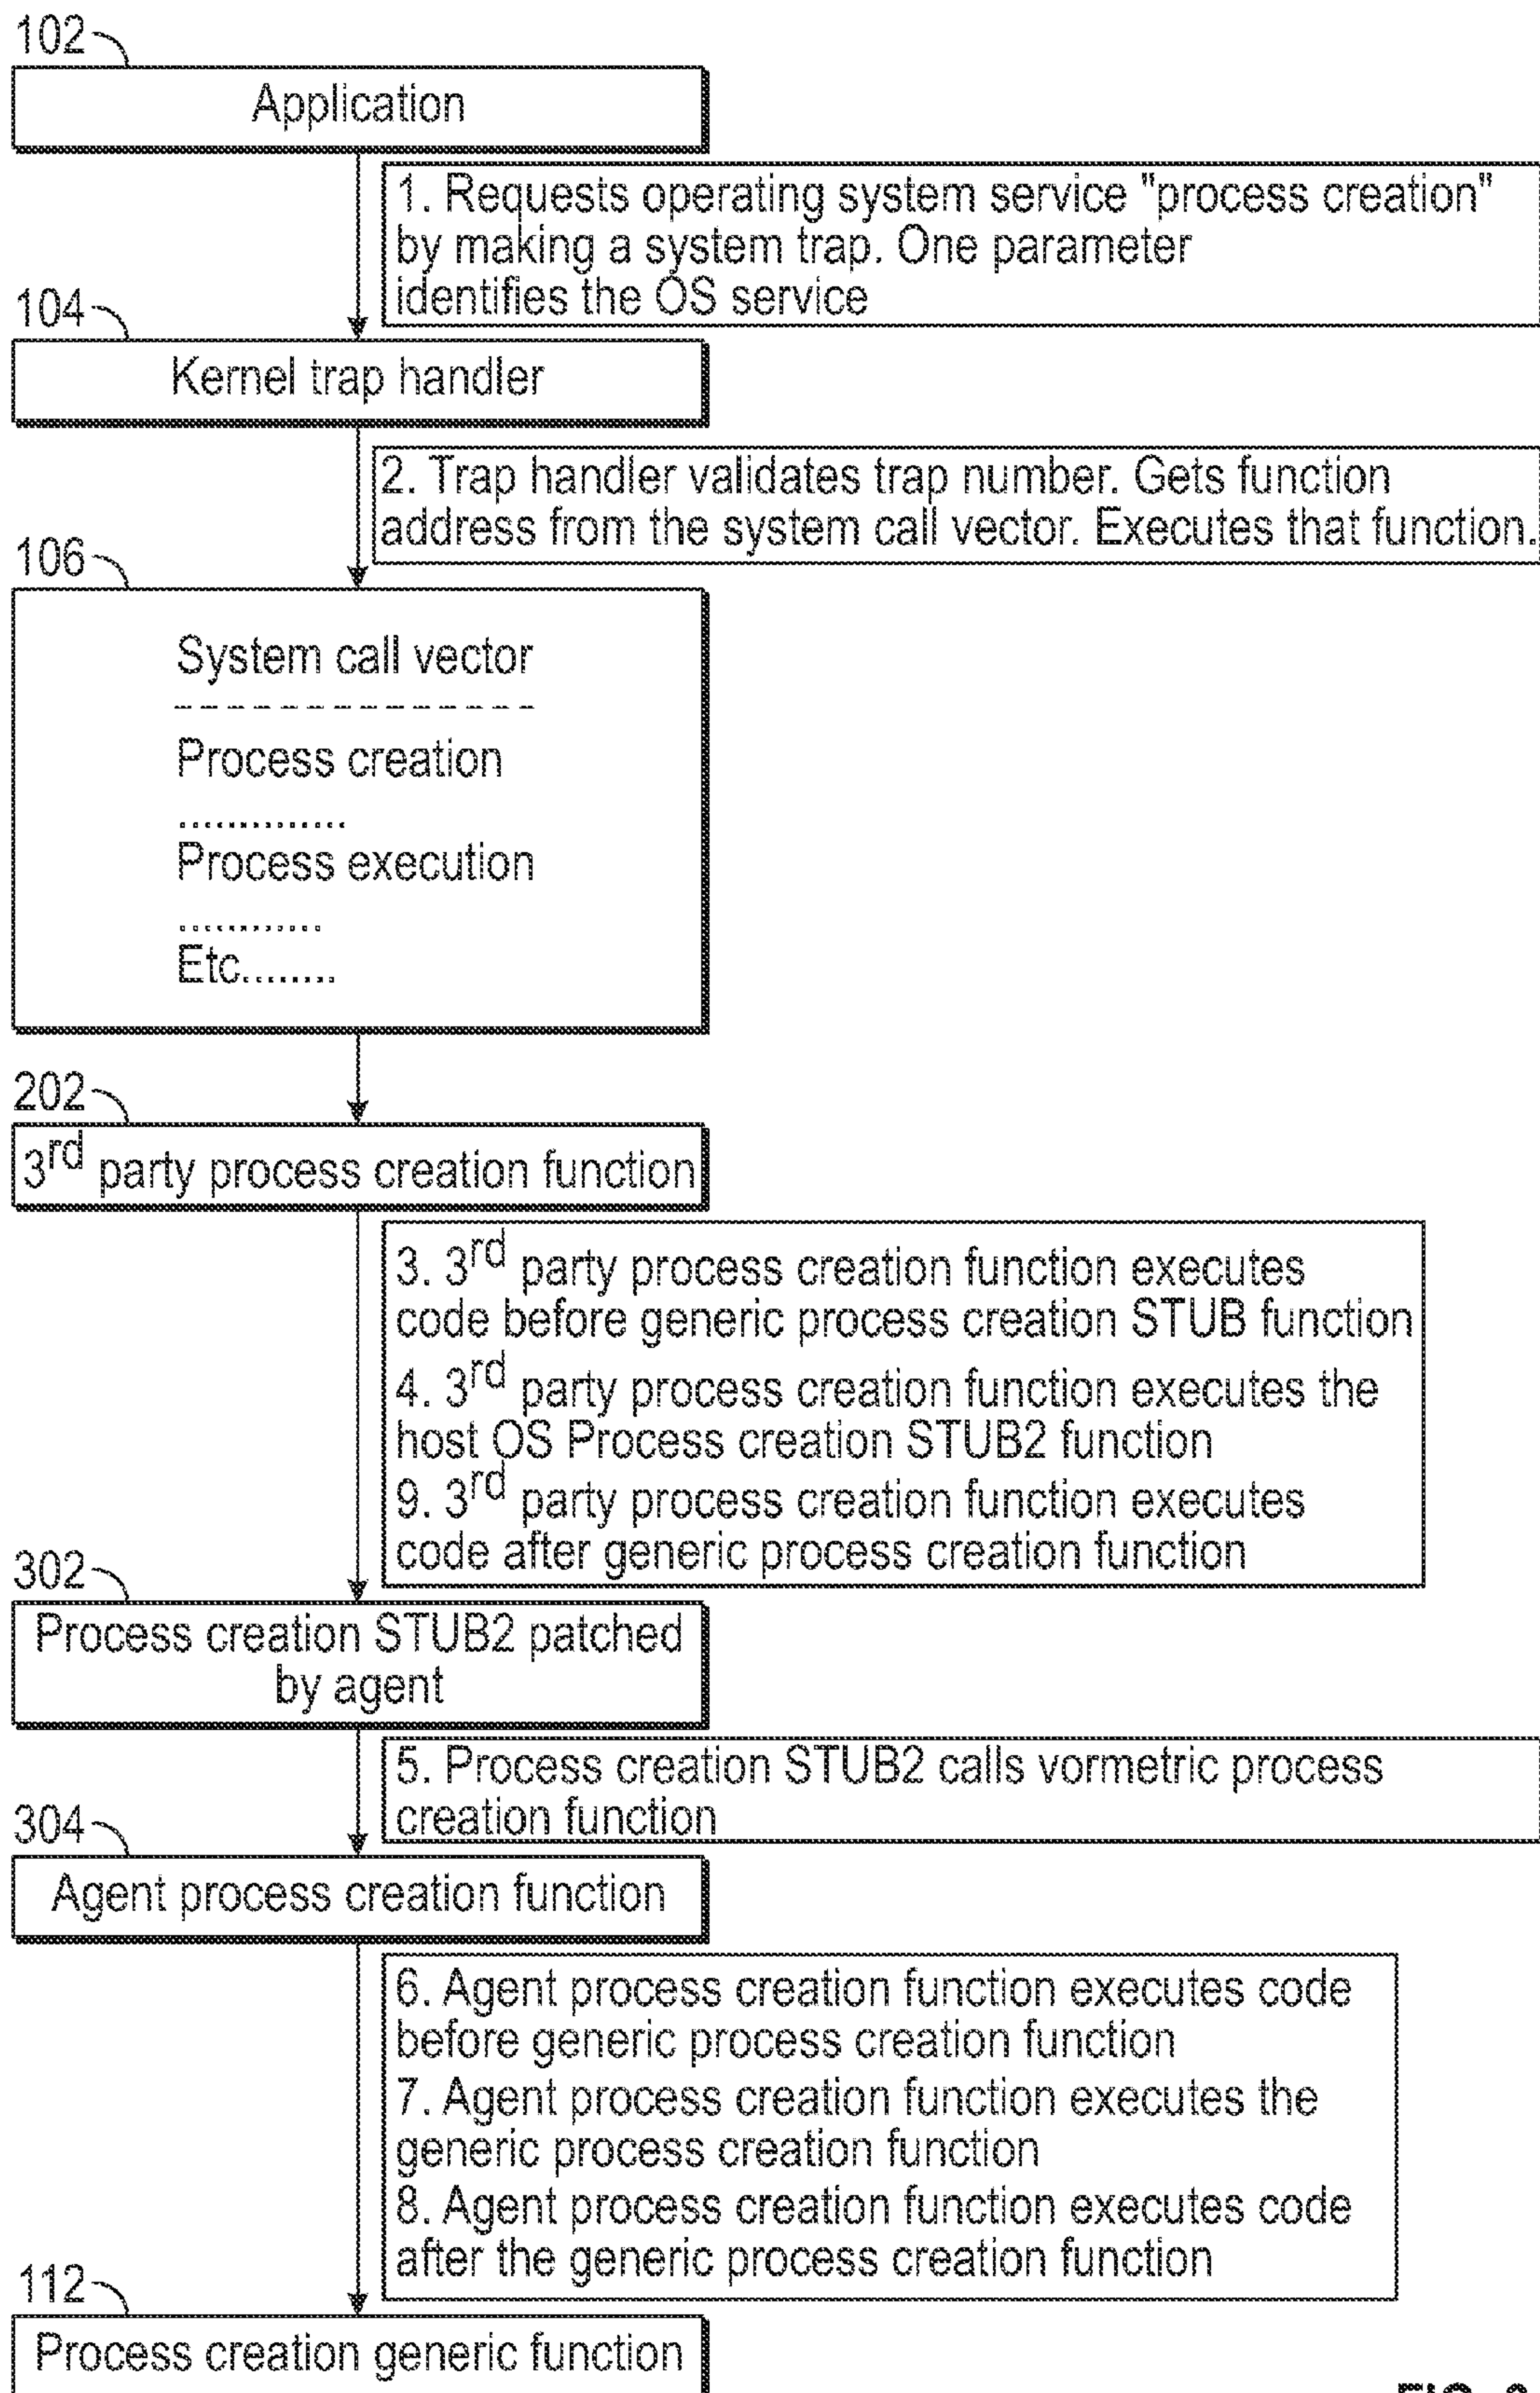 102
Application
1. Requests operating system service "process creation"
by making a system trap. One parameter
identifies the OS service
104
Kernel trap handler
2. Trap handler validates trap number. Gets function
address from the system call vector. Executes that function.
106
System call vector
---------------
Process creation
.............
Process execution
............
Etc........
202
3rd party process creation function
3. 3rd party process creation function executes
code before generic process creation STUB function
4. 3rd party process creation function executes the
host OS Process creation STUB2 function
9. 3rd party process creation function executes
code after generic process creation function
302
Process creation STUB2 patched
by agent
5. Process creation STUB2 calls vormetric process
creation function
304
Agent process creation function
6. Agent process creation function executes code
before generic process creation function
7. Agent process creation function executes the
generic process creation function
8. Agent process creation function executes code
after the generic process creation function
112
Process creation generic function